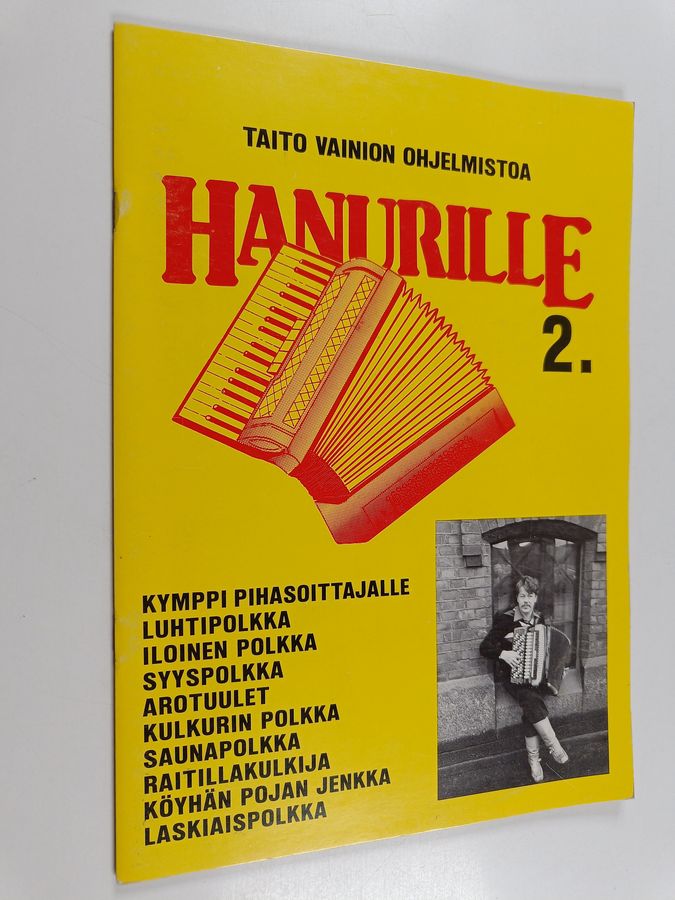 TAITO VAINION OHJELMISTOA
HANURILLE
2.
KYMPPI PIHASOITTAJALLE
LUHTIPOLKKA
ILOINEN POLKKA
SYYSPOLKKA
AROTUULET
KULKURIN POLKKA
SAUNAPOLKKA
RAITILLAKULKIJA
KÖYHÄN POJAN JENKKA
LASKIAISPOLKKA